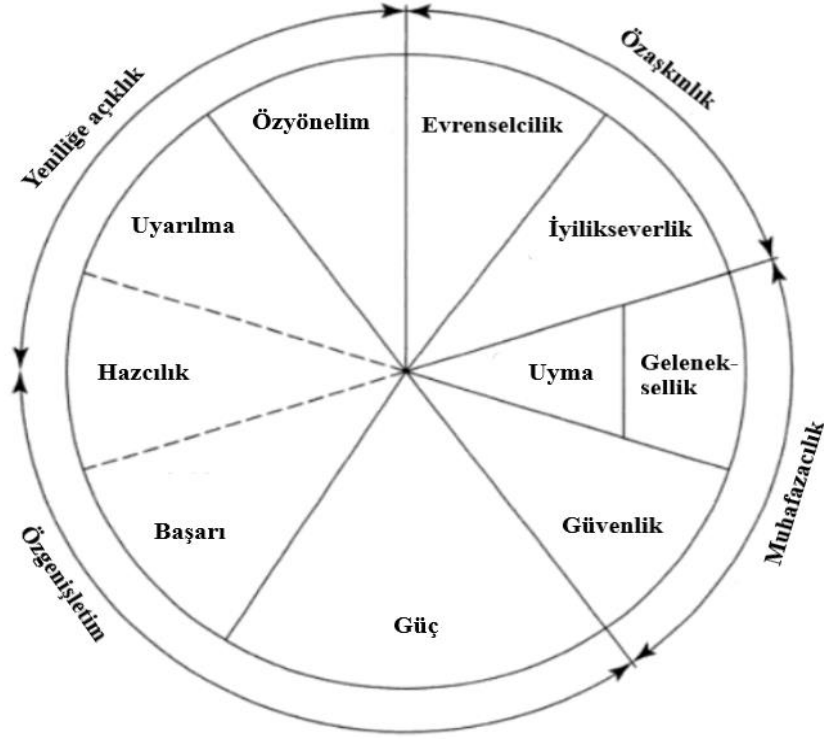 Yeniliğe açıklık
Özaşkınlık
Özyönelim
Evrenselcilik
Uyarılma
İyilikseverlik
Hazcılık
Uyma
Gelenek-
sellik
Başarı
Güvenlik
Güç
Özgenişletim
Muhafazacılık